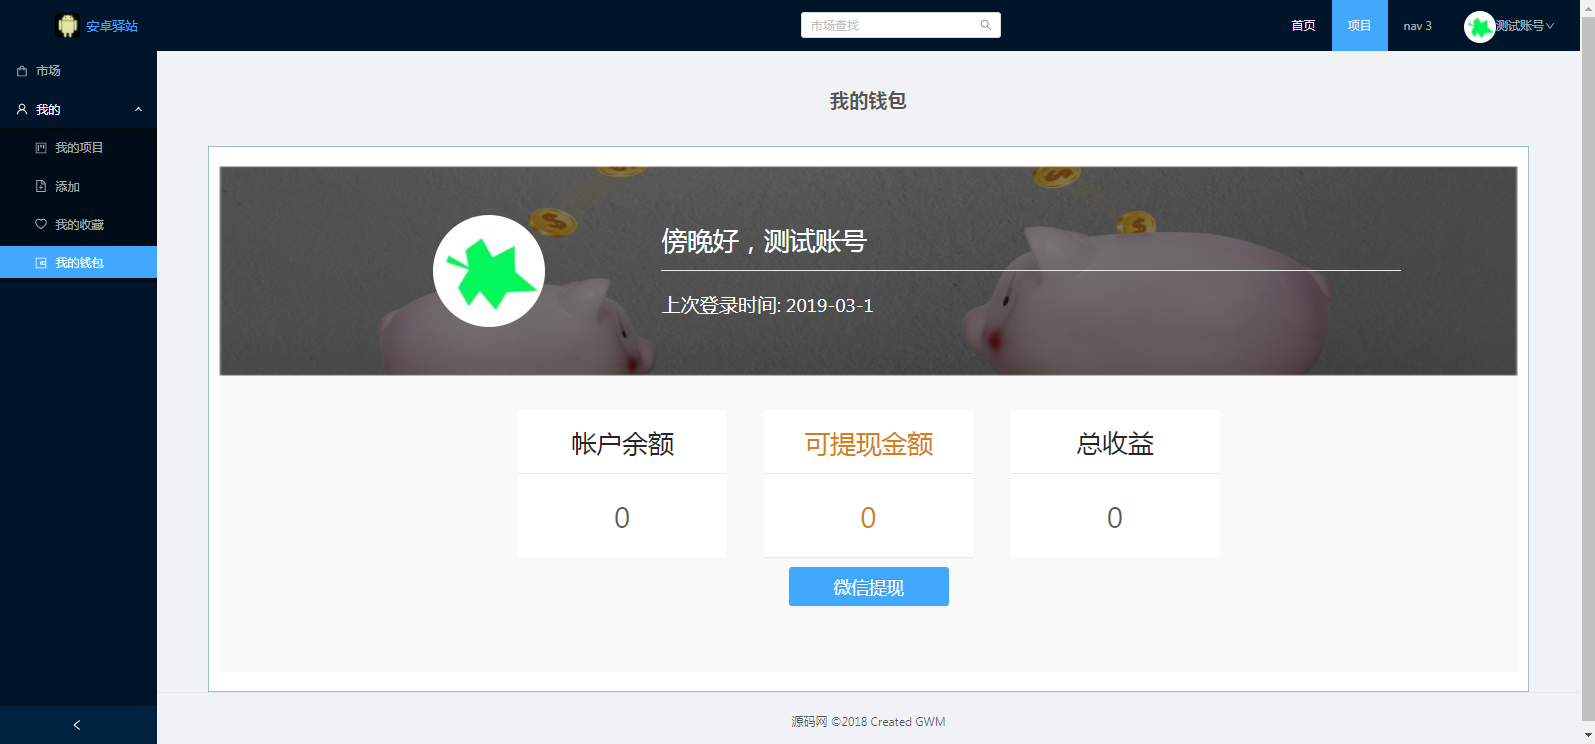 安卓驿站
市场查找
首页
项目
nav 3
测试账号
市场
我的
我的项目
添加
我的收藏
我的钱包
我的钱包
傍晚好，测试账号
上次登录时间: 2019-03-1
帐户余额
可提现金额
总收益
0
0
0
微信提现
源码网 ©2018 Created GWM